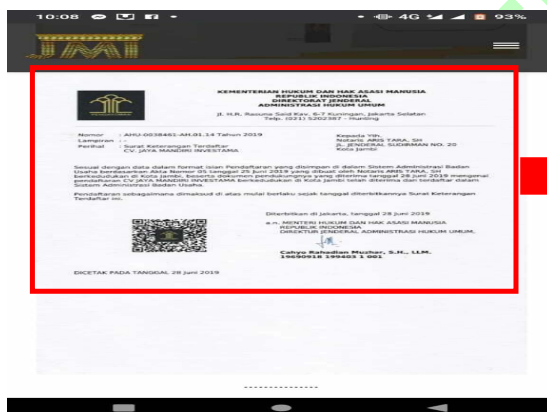 10:08
4G
93%
JMI
KEMENTERIAN HUKUM DAN HAK ASASI MANUSIA
REPUBLIK INDONESIA
DIREKTORAT JENDERAL
ADMINISTRASI HUKUM UMUM
Jl. H.R. Rasuna Said Kav. 6-7 Kuningan, Jakarta Selatan
Telp. (021) 5202387 - Hunting
Nomor : AHU-0038461-AH.01.14 Tahun 2019
Lampiran : -
Perihal : Surat Keterangan Terdaftar
CV. JAYA MANDIRI INVESTAMA
Kepada Yth.
Notaris ARIS TARA, SH
JL. JENDERAL SUDIRMAN NO. 20
Kota Jambi
Sesuai dengan data dalam format isian Pendaftaran yang disimpan di dalam Sistem Administrasi Badan
Usaha berdasarkan Akta Nomor 05 tanggal 25 Juni 2019 yang dibuat oleh Notaris ARIS TARA, SH
berkedudukan di Kota Jambi, beserta dokumen pendukungnya yang diterima tanggal 28 Juni 2019 mengenai
pendaftaran CV JAYA MANDIRI INVESTAMA berkedudukan di Kota Jambi telah diterima dan terdaftar dalam
Sistem Administrasi Badan Usaha.
Pendaftaran sebagaimana dimaksud di atas mulai berlaku sejak tanggal diterbitkannya Surat Keterangan
Terdaftar ini.
Diterbitkan di Jakarta, tanggal 28 Juni 2019
a.n. MENTERI HUKUM DAN HAK ASASI MANUSIA
REPUBLIK INDONESIA
DIREKTUR JENDERAL ADMINISTRASI HUKUM UMUM,
Cahyo Rahadian Muzhar, S.H., LLM.
19690918 199403 1 001
DICETAK PADA TANGGAL 28 Juni 2019